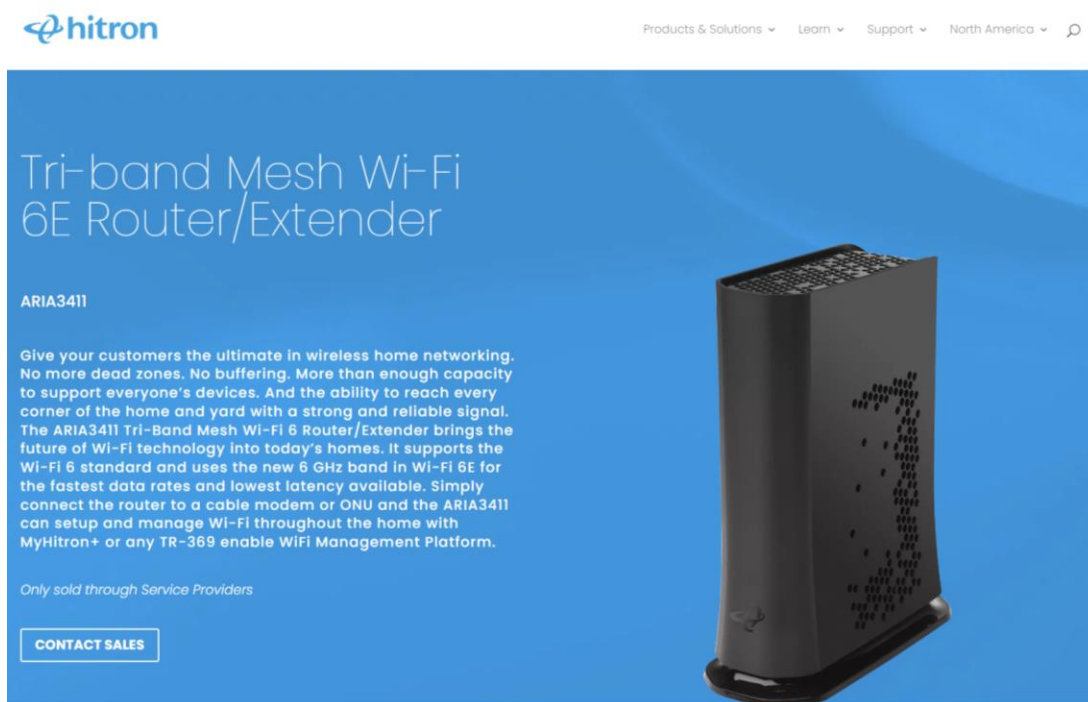 hitron
Products & Solutions
Learn
Support
North America
Tri-band Mesh Wi-Fi
6E Router/Extender
ARIA3411
Give your customers the ultimate in wireless home networking.
No more dead zones. No buffering. More than enough capacity
to support everyone's devices. And the ability to reach every
corner of the home and yard with a strong and reliable signal.
The ARIA3411 Tri-Band Mesh Wi-Fi 6 Router/Extender brings the
future of Wi-Fi technology into today's homes. It supports the
Wi-Fi 6 standard and uses the new 6 GHz band in Wi-Fi 6E for
the fastest data rates and lowest latency available. Simply
connect the router to a cable modem or ONU and the ARIA3411
can setup and manage Wi-Fi throughout the home with
MyHitron+ or any TR-369 enable WiFi Management Platform.
Only sold through Service Providers
CONTACT SALES